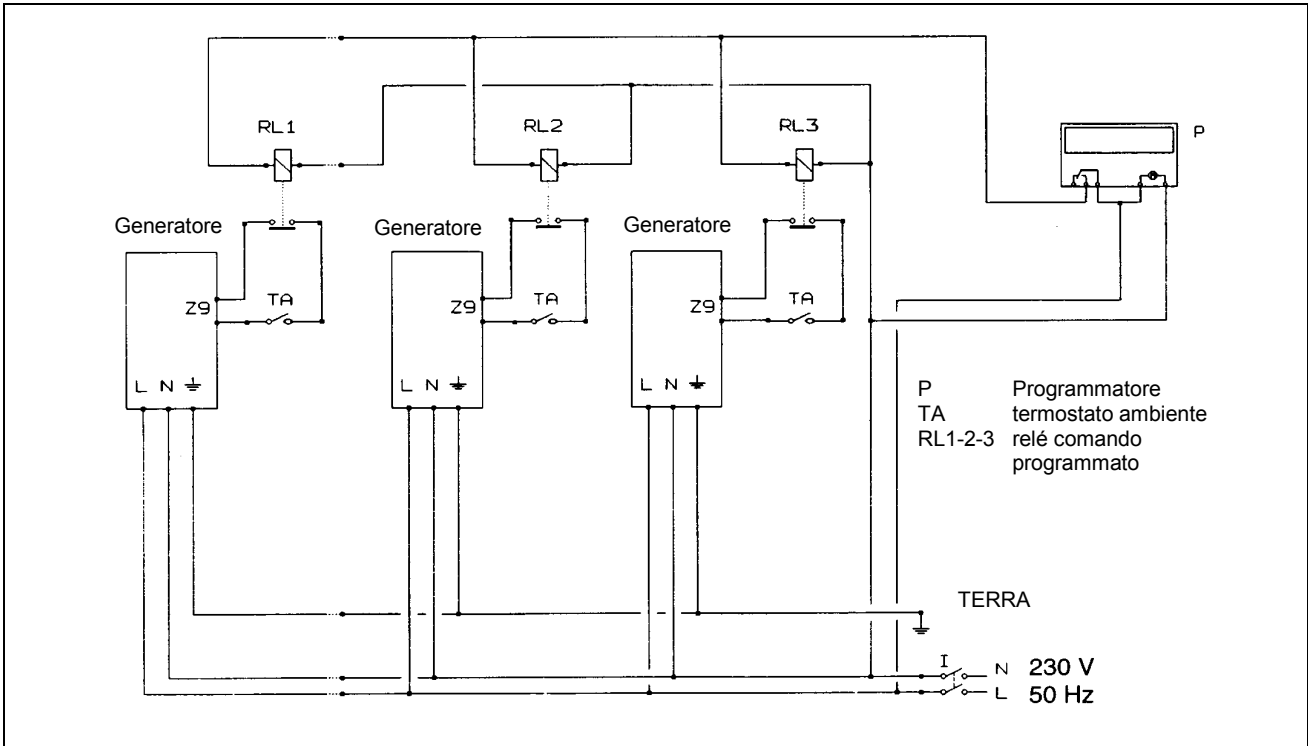 RL1
RL2
RL3
P
Generatore
Generatore
Generatore
Z9
TA
Z9
TA
Z9
TA
L N
L N
L N
P Programmatore
TA termostato ambiente
RL1-2-3 relé comando
programmato
TERRA
I
N 230 V
L 50 Hz